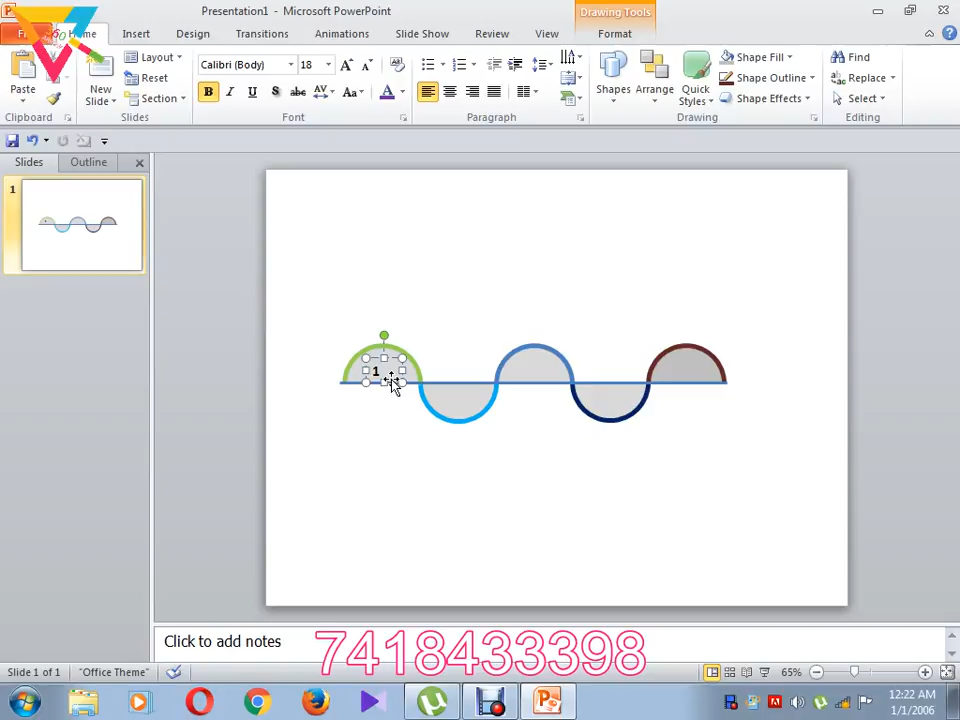 Presentation1 - Microsoft PowerPoint
Drawing Tools
Home Insert Design Transitions Animations Slide Show Review View Format
Paste
Clipboard
New Slide
Layout
Reset
Section
Slides
Calibri (Body) 18
B I U S abc AV Aa A
Font
Paragraph
Shapes
Arrange
Quick Styles
Shape Fill
Shape Outline
Shape Effects
Drawing
Find
Replace
Select
Editing
Slides Outline
1
1
Click to add notes
7418433398
Slide 1 of 1 "Office Theme" 65%
12:22 AM
1/1/2006